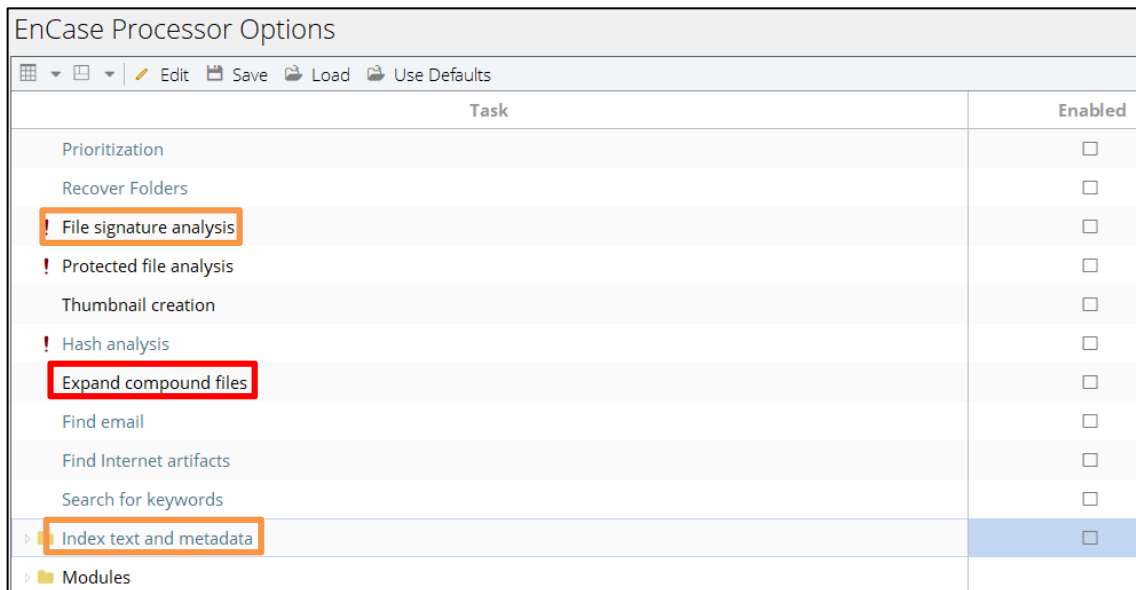 EnCase Processor Options
Edit Save Load Use Defaults
Task Enabled
Prioritization
Recover Folders
! File signature analysis
! Protected file analysis
Thumbnail creation
! Hash analysis
Expand compound files
Find email
Find Internet artifacts
Search for keywords
Index text and metadata
Modules